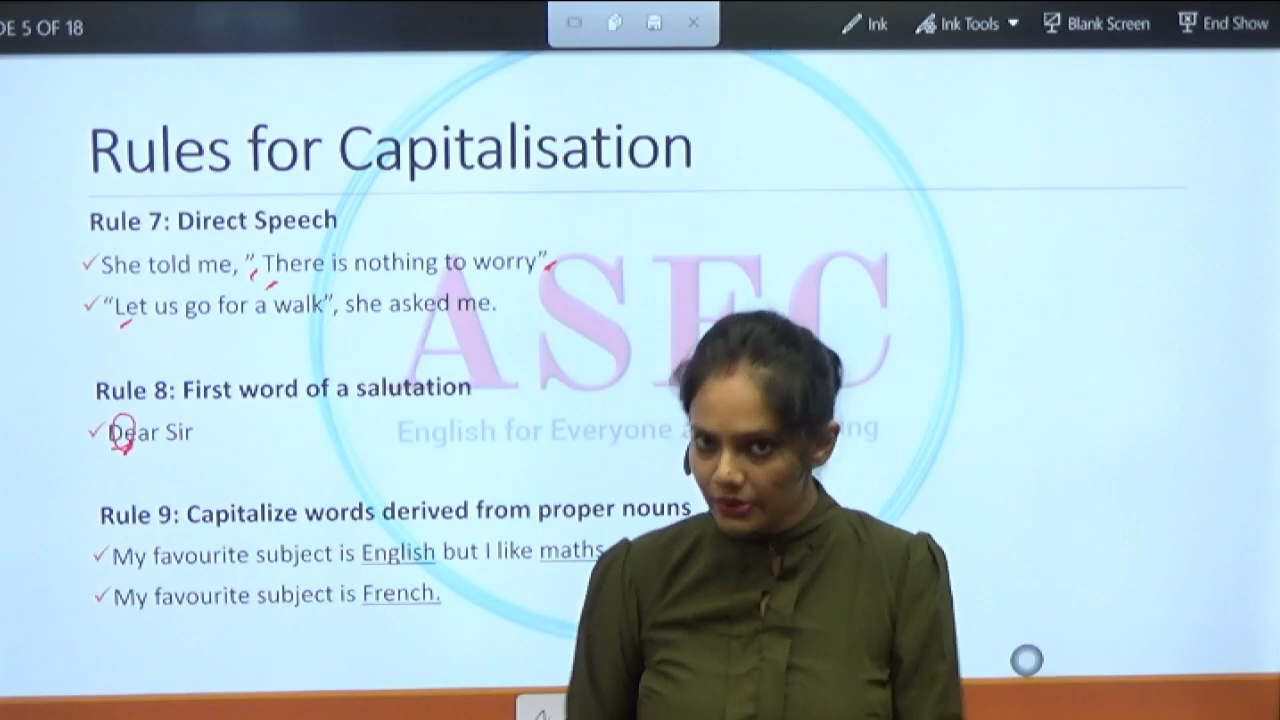 DE 5 OF 18
Ink
Ink Tools
Blank Screen
End Show
Rules for Capitalisation
Rule 7: Direct Speech
✓She told me, ” There is nothing to worry”.
✓“Let us go for a walk”, she asked me.
Rule 8: First word of a salutation
✓Dear Sir
Rule 9: Capitalize words derived from proper nouns
✓My favourite subject is English but I like maths
✓My favourite subject is French.
ASEC
English for Everyone